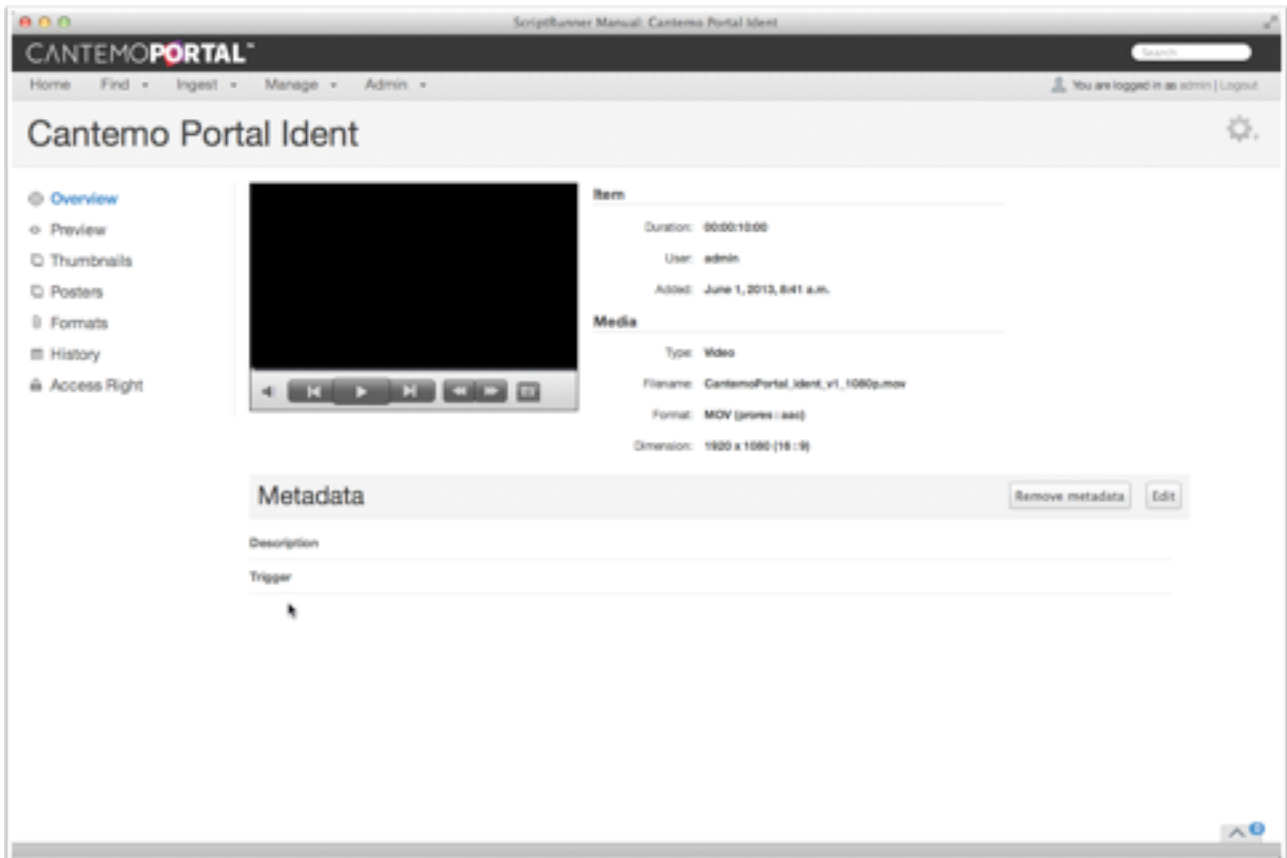 ScriptRunner Manual: Cantemo Portal Ident
CANTEMOPORTAL™
Search
Home Find Ingest Manage Admin
You are logged in as admin | Logout
Cantemo Portal Ident
Overview
Preview
Thumbnails
Posters
Formats
History
Access Right
Item
Duration: 00:00:10:00
User: admin
Added: June 1, 2013, 8:41 a.m.
Media
Type: Video
Filename: CantemoPortal_ident_v1_1080p.mov
Format: MOV (prores : aac)
Dimension: 1920 x 1080 (16 : 9)
Metadata
Remove metadata Edit
Description
Trigger